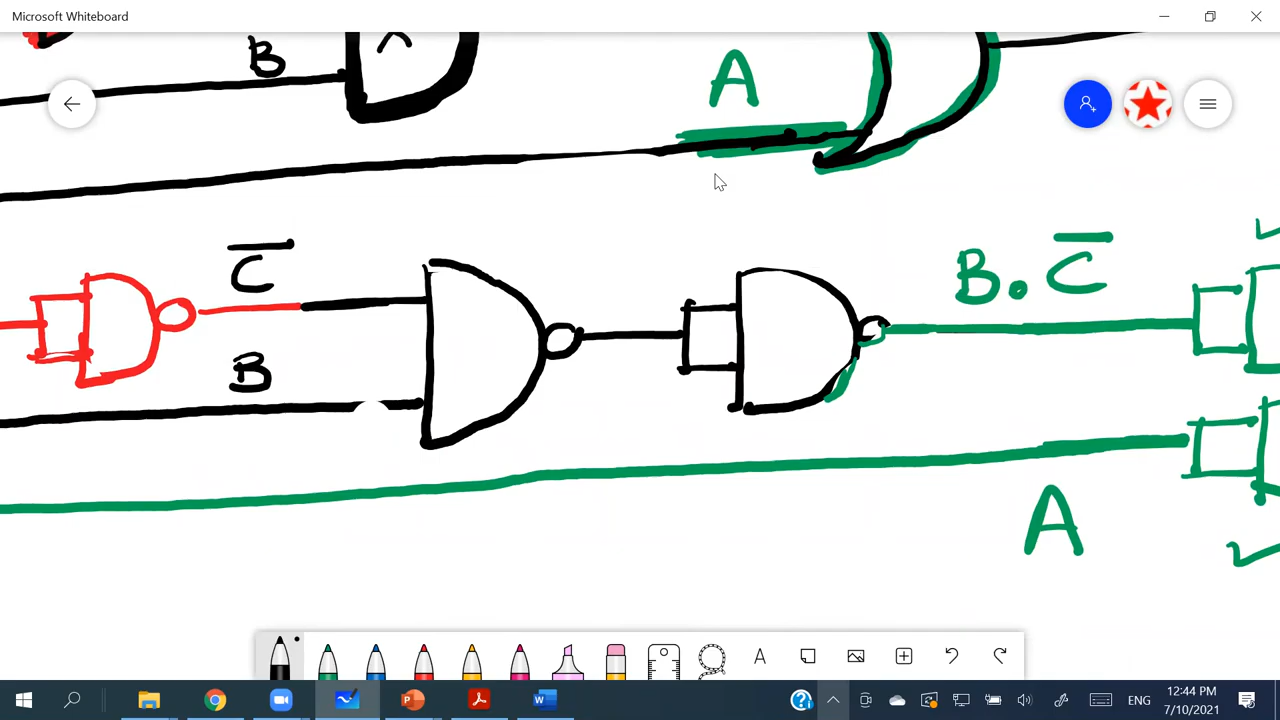 Microsoft Whiteboard
B
A
C̅
B . C̅
B
A
A
ENG
12:44 PM
7/10/2021